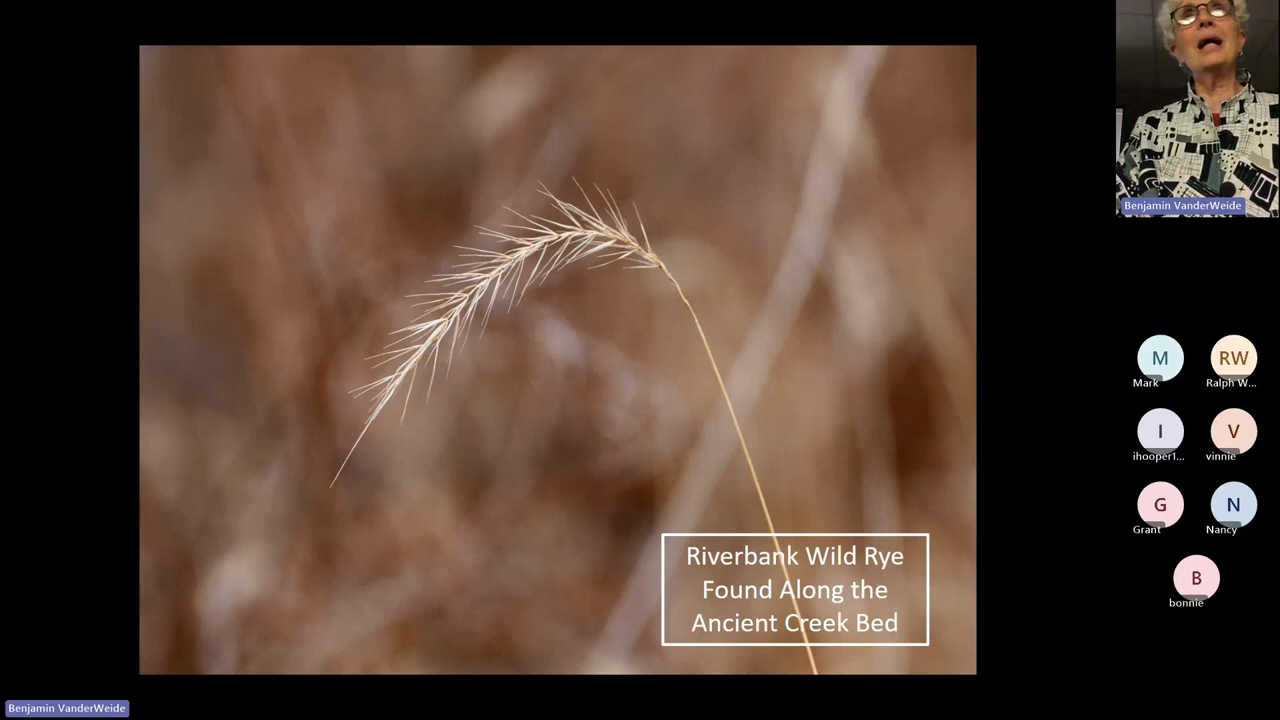 Riverbank Wild Rye
Found Along the
Ancient Creek Bed
Benjamin VanderWeide
M
RW
Mark
Ralph W...
I
V
ihooper1...
vinnie
G
N
Grant
Nancy
B
bonnie
Benjamin VanderWeide